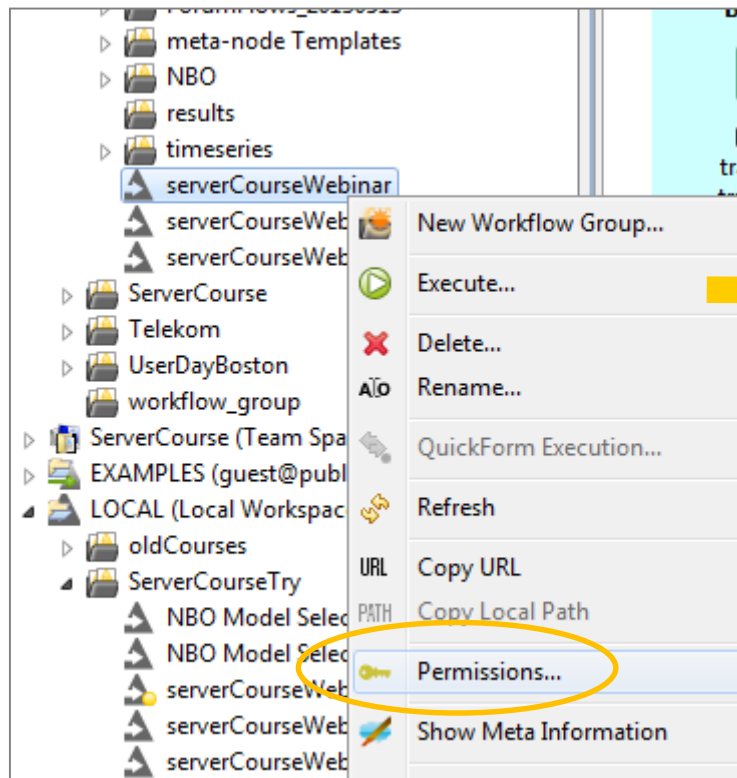 meta-node Templates
NBO
results
timeseries
serverCourseWebinar
serverCourseWeb
serverCourseWeb
ServerCourse
Telekom
UserDayBoston
workflow_group
ServerCourse (Team Spa
EXAMPLES (guest@publ
LOCAL (Local Workspac
oldCourses
ServerCourseTry
NBO Model Selec
NBO Model Selec
serverCourseWeb
serverCourseWeb
serverCourseWeb
New Workflow Group...
Execute...
Delete...
Rename...
QuickForm Execution...
Refresh
URL Copy URL
PATH Copy Local Path
Permissions...
Show Meta Information